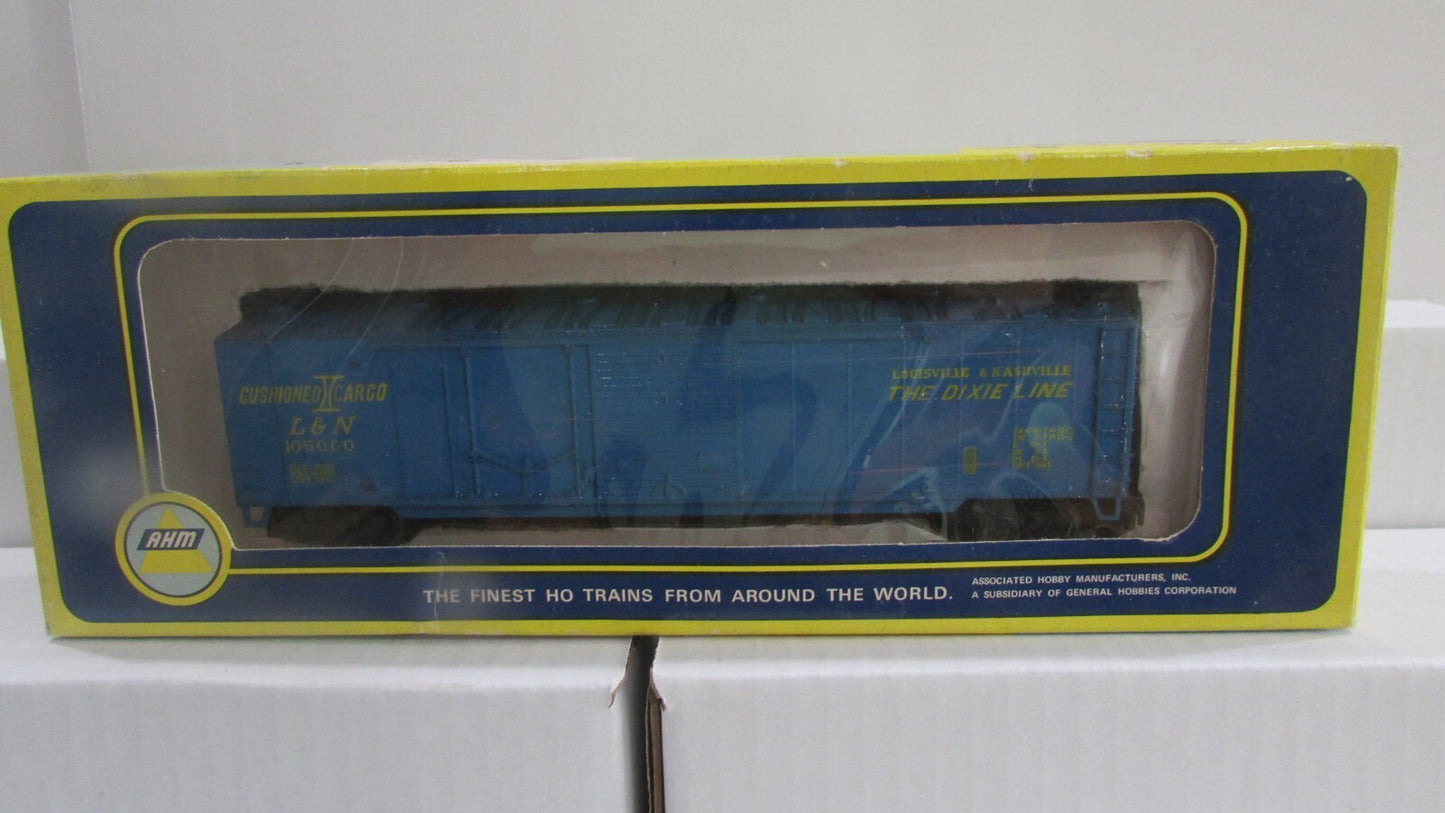 CUSHIONED CARGO
L & N
105000
LOUISVILLE & NASHVILLE
THE DIXIE LINE
AHM
THE FINEST HO TRAINS FROM AROUND THE WORLD.
ASSOCIATED HOBBY MANUFACTURERS, INC.
A SUBSIDIARY OF GENERAL HOBBIES CORPORATION